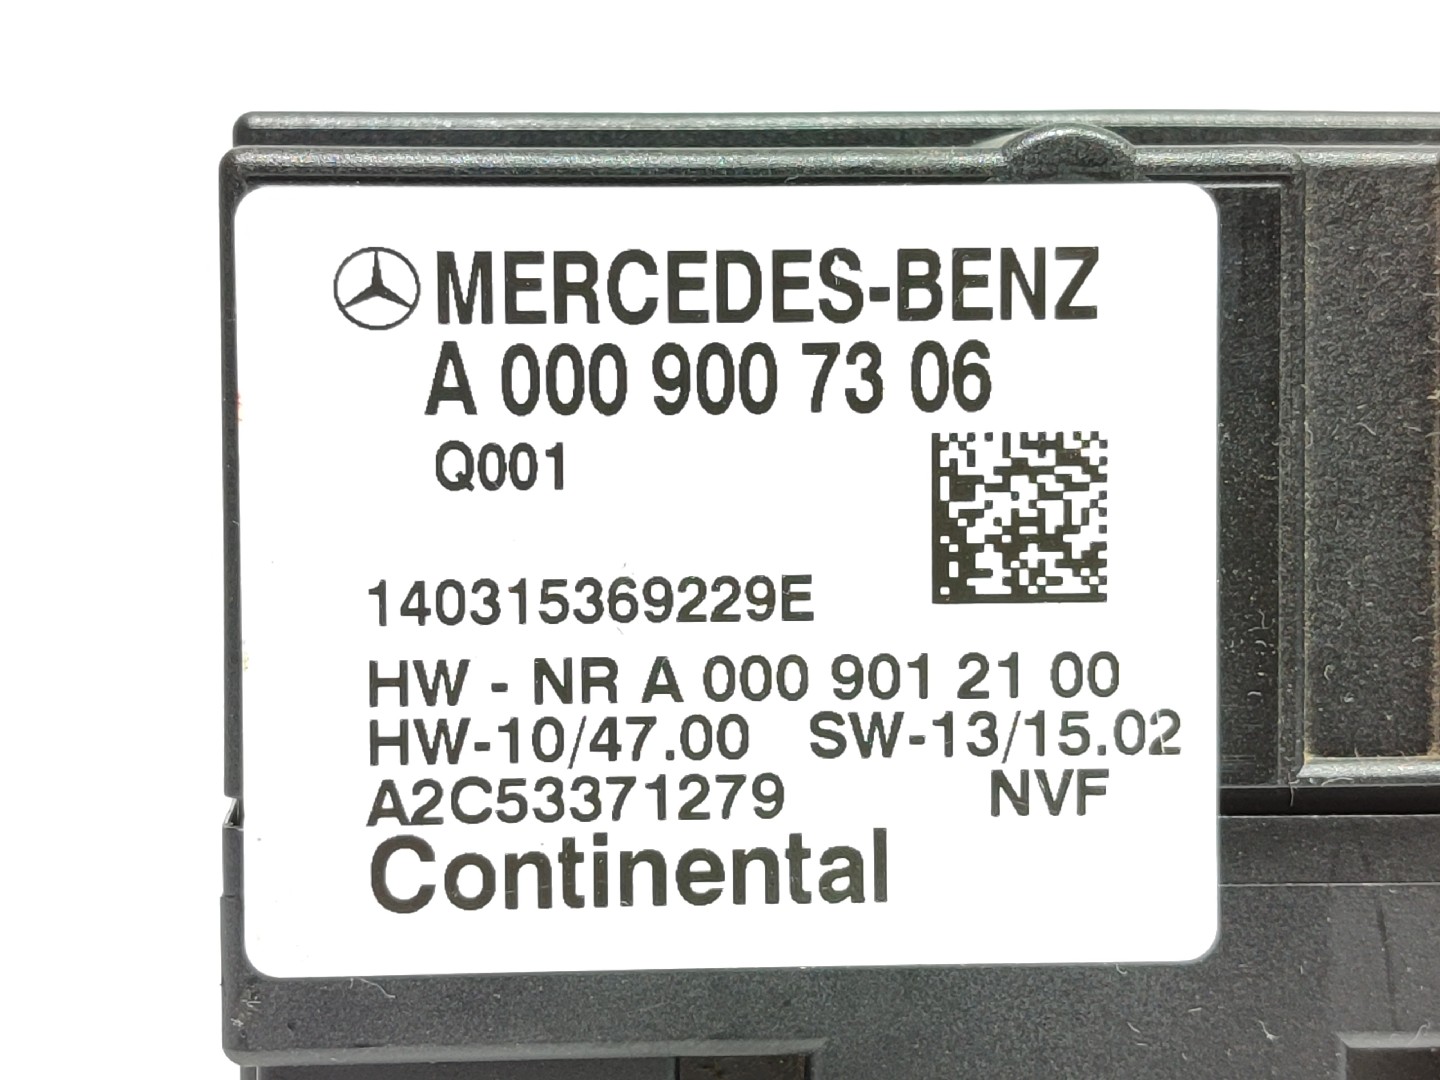 MERCEDES-BENZ
A 000 900 73 06
Q001
140315369229E
HW - NR A 000 901 21 00
HW-10/47.00 SW-13/15.02
A2C53371279 NVF
Continental